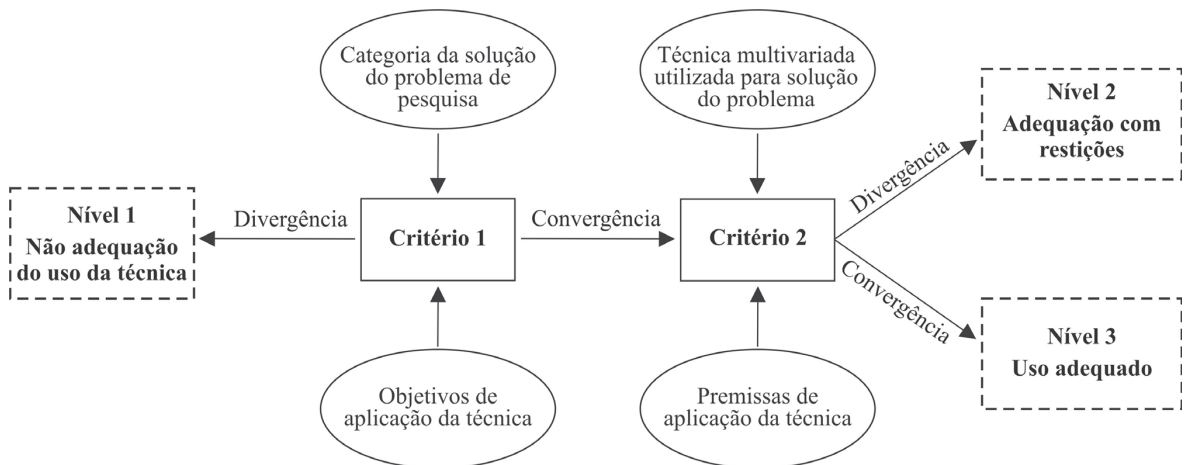 Categoria da solução
do problema de
pesquisa
Técnica multivariada
utilizada para solução
do problema
Nível 2
Adequação com
restições
Nível 1
Não adequação
do uso da técnica
Divergência
Critério 1
Convergência
Critério 2
Divergência
Convergência
Nível 3
Uso adequado
Objetivos de
aplicação da técnica
Premissas de
aplicação da técnica